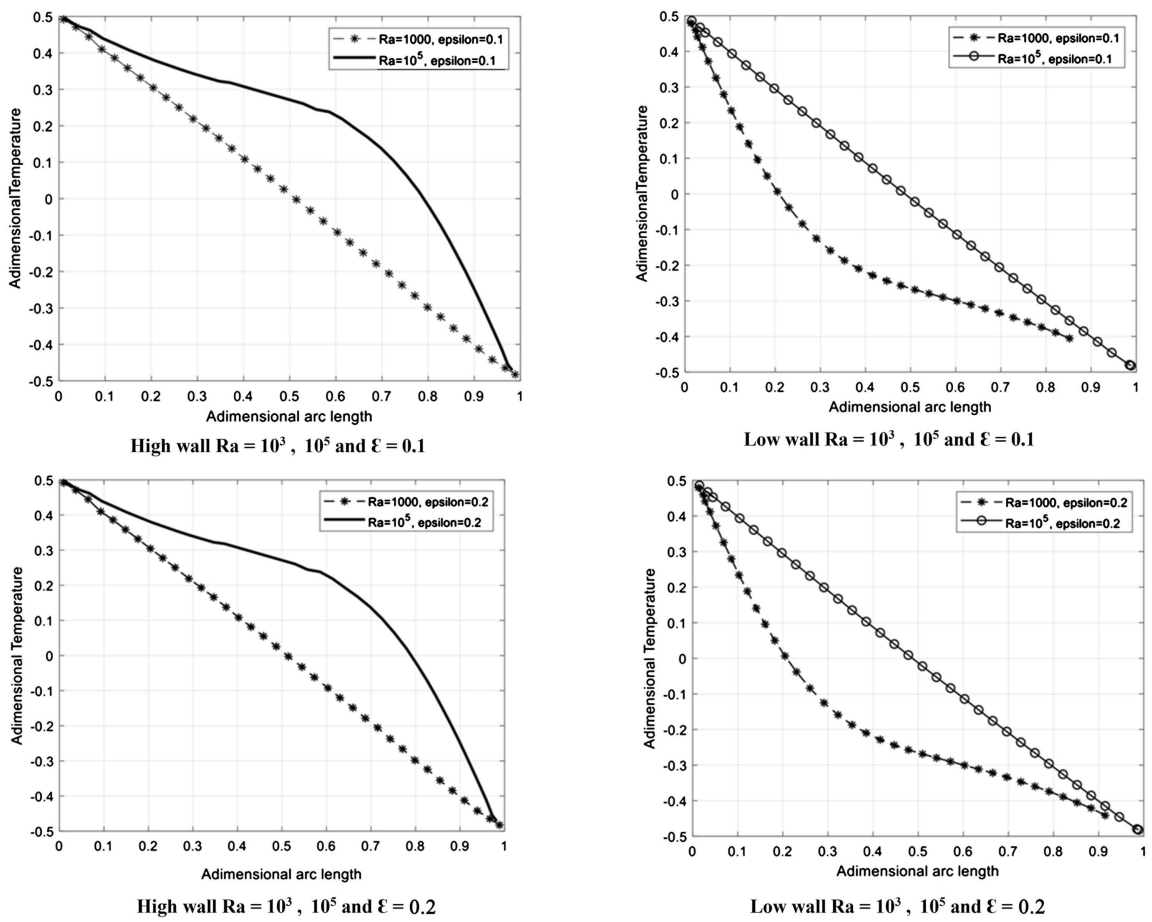 Ra=1000, epsilon=0.1
Ra=10⁵, epsilon=0.1
AdimensionalTemperature
0.5
0.4
0.3
0.2
0.1
0
-0.1
-0.2
-0.3
-0.4
-0.5
0 0.1 0.2 0.3 0.4 0.5 0.6 0.7 0.8 0.9 1
Adimensional arc length
High wall Ra = 10³ , 10⁵ and Ɛ = 0.1
Ra=1000, epsilon=0.1
Ra=10⁵, epsilon=0.1
AdimensionalTemperature
0.5
0.4
0.3
0.2
0.1
0
-0.1
-0.2
-0.3
-0.4
-0.5
0 0.1 0.2 0.3 0.4 0.5 0.6 0.7 0.8 0.9 1
Adimensional arc length
Low wall Ra = 10³ , 10⁵ and Ɛ = 0.1
Ra=1000, epsilon=0.2
Ra=10⁵, epsilon=0.2
Adimensional Temperature
0.5
0.4
0.3
0.2
0.1
0
-0.1
-0.2
-0.3
-0.4
-0.5
0 0.1 0.2 0.3 0.4 0.5 0.6 0.7 0.8 0.9 1
Adimensional arc length
High wall Ra = 10³ , 10⁵ and Ɛ = 0.2
Ra=1000, epsilon=0.2
Ra=10⁵, epsilon=0.2
Adimensional Temperature
0.5
0.4
0.3
0.2
0.1
0
-0.1
-0.2
-0.3
-0.4
-0.5
0 0.1 0.2 0.3 0.4 0.5 0.6 0.7 0.8 0.9 1
Adimensional arc length
Low wall Ra = 10³ , 10⁵ and Ɛ = 0.2